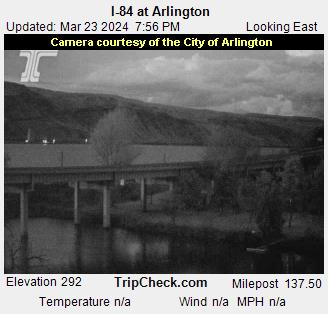 I-84 at Arlington
Updated: Mar 23 2024 7:56 PM Looking East
Camera courtesy of the City of Arlington
Elevation 292 TripCheck.com Milepost 137.50
Temperature n/a Wind n/a MPH n/a